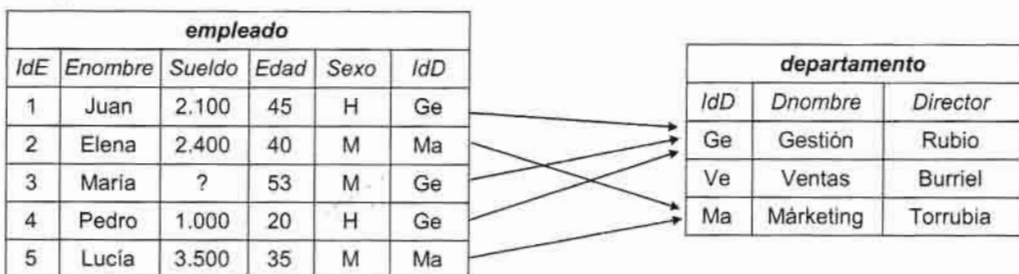 empleado
IdE Enombre Sueldo Edad Sexo IdD
1 Juan 2.100 45 H Ge
2 Elena 2.400 40 M Ma
3 María ? 53 M Ge
4 Pedro 1.000 20 H Ge
5 Lucía 3.500 35 M Ma
departamento
IdD Dnombre Director
Ge Gestión Rubio
Ve Ventas Burriel
Ma Márketing Torrubia